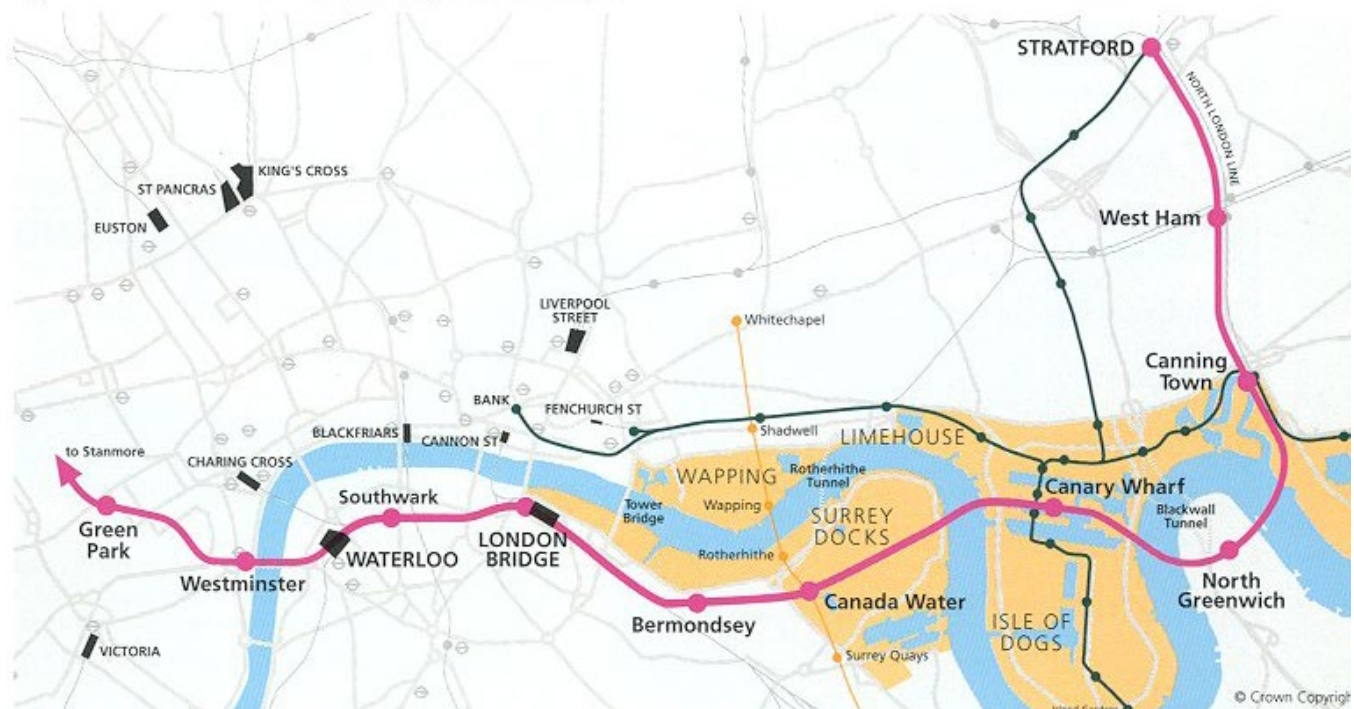 STRATFORD
NORTH LONDON LINE
KING'S CROSS
ST PANCRAS
EUSTON
West Ham
LIVERPOOL
STREET
Whitechapel
Canning
Town
BANK
FENCHURCH ST
BLACKFRIARS
CANNON ST
Shadwell
LIMEHOUSE
to Stanmore
CHARING CROSS
WAPPING
Rotherhithe
Tunnel
Southwark
Tower
Bridge
Wapping
Canary Wharf
Blackwall
Tunnel
SURREY
DOCKS
Green
Park
WATERLOO
LONDON
BRIDGE
Rotherhithe
Westminster
North
Greenwich
Canada Water
Bermondsey
ISLE OF
DOGS
VICTORIA
Surrey Quays
© Crown Copyrigh